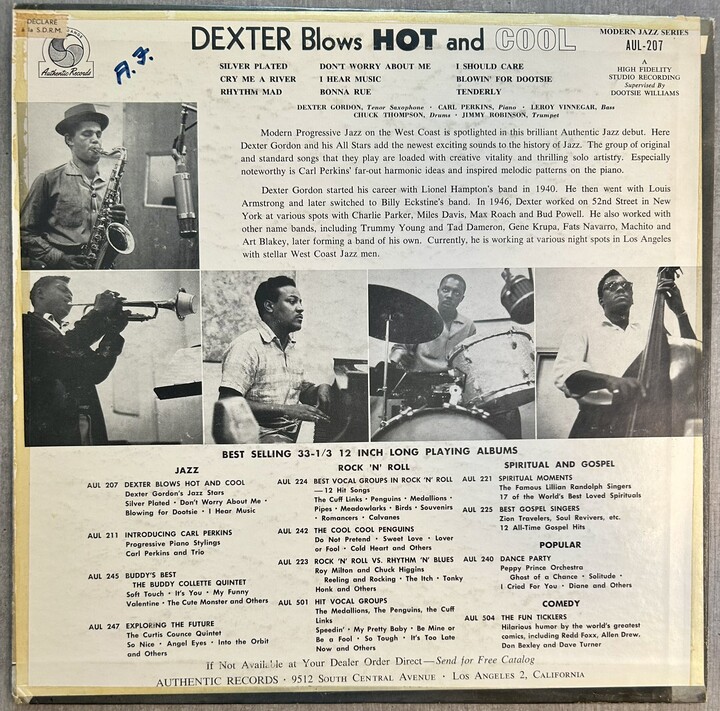 DECLARE
à la S.D.R.M.
Authentic Records
A.F.
DEXTER Blows HOT and COOL
MODERN JAZZ SERIES
AUL-207
SILVER PLATED DON'T WORRY ABOUT ME I SHOULD CARE
CRY ME A RIVER I HEAR MUSIC BLOWIN' FOR DOOTSIE
RHYTHM MAD BONNA RUE TENDERLY
A
HIGH FIDELITY
STUDIO RECORDING
Supervised By
DOOTSIE WILLIAMS
DEXTER GORDON, Tenor Saxophone · CARL PERKINS, Piano · LEROY VINNEGAR, Bass
CHUCK THOMPSON, Drums · JIMMY ROBINSON, Trumpet
Modern Progressive Jazz on the West Coast is spotlighted in this brilliant Authentic Jazz debut. Here
Dexter Gordon and his All Stars add the newest exciting sounds to the history of Jazz. The group of original
and standard songs that they play are loaded with creative vitality and thrilling solo artistry. Especially
noteworthy is Carl Perkins' far-out harmonic ideas and inspired melodic patterns on the piano.
Dexter Gordon started his career with Lionel Hampton's band in 1940. He then went with Louis
Armstrong and later switched to Billy Eckstine's band. In 1946, Dexter worked on 52nd Street in New
York at various spots with Charlie Parker, Miles Davis, Max Roach and Bud Powell. He also worked with
other name bands, including Trummy Young and Tad Dameron, Gene Krupa, Fats Navarro, Machito and
Art Blakey, later forming a band of his own. Currently, he is working at various night spots in Los Angeles
with stellar West Coast Jazz men.
BEST SELLING 33-1/3 12 INCH LONG PLAYING ALBUMS
JAZZ
AUL 207 DEXTER BLOWS HOT AND COOL
Dexter Gordon's Jazz Stars
Silver Plated · Don't Worry About Me ·
Blowing for Dootsie · I Hear Music
AUL 211 INTRODUCING CARL PERKINS
Progressive Piano Stylings
Carl Perkins and Trio
AUL 245 BUDDY'S BEST
THE BUDDY COLLETTE QUINTET
Soft Touch · It's You · My Funny
Valentine · The Cute Monster and Others
AUL 247 EXPLORING THE FUTURE
The Curtis Counce Quintet
So Nice · Angel Eyes · Into the Orbit
and Others
ROCK 'N' ROLL
AUL 224 BEST VOCAL GROUPS IN ROCK 'N' ROLL
—12 Hit Songs
The Cuff Links · Penguins · Medallions ·
Pipes · Meadowlarks · Birds · Souvenirs
· Romancers · Calvanes
AUL 242 THE COOL COOL PENGUINS
Do Not Pretend · Sweet Love · Lover
or Fool · Cold Heart and Others
AUL 223 ROCK 'N' ROLL VS. RHYTHM 'N' BLUES
Roy Milton and Chuck Higgins
Reeling and Rocking · The Itch · Tonky
Honk and Others
AUL 501 HIT VOCAL GROUPS
The Medallions, The Penguins, the Cuff
Links
Speedin' · My Pretty Baby · Be Mine or
Be a Fool · So Tough · It's Too Late
Now and Others
SPIRITUAL AND GOSPEL
AUL 221 SPIRITUAL MOMENTS
The Famous Lillian Randolph Singers
17 of the World's Best Loved Spirituals
AUL 225 BEST GOSPEL SINGERS
Zion Travelers, Soul Revivers, etc.
12 All-Time Gospel Hits
POPULAR
AUL 240 DANCE PARTY
Peppy Prince Orchestra
Ghost of a Chance · Solitude ·
I Cried For You · Diane and Others
COMEDY
AUL 504 THE FUN TICKLERS
Hilarious humor by the world's greatest
comics, including Redd Foxx, Allen Drew,
Don Bexley and Dave Turner
If Not Available at Your Dealer Order Direct—Send for Free Catalog
AUTHENTIC RECORDS · 9512 SOUTH CENTRAL AVENUE · LOS ANGELES 2, CALIFORNIA